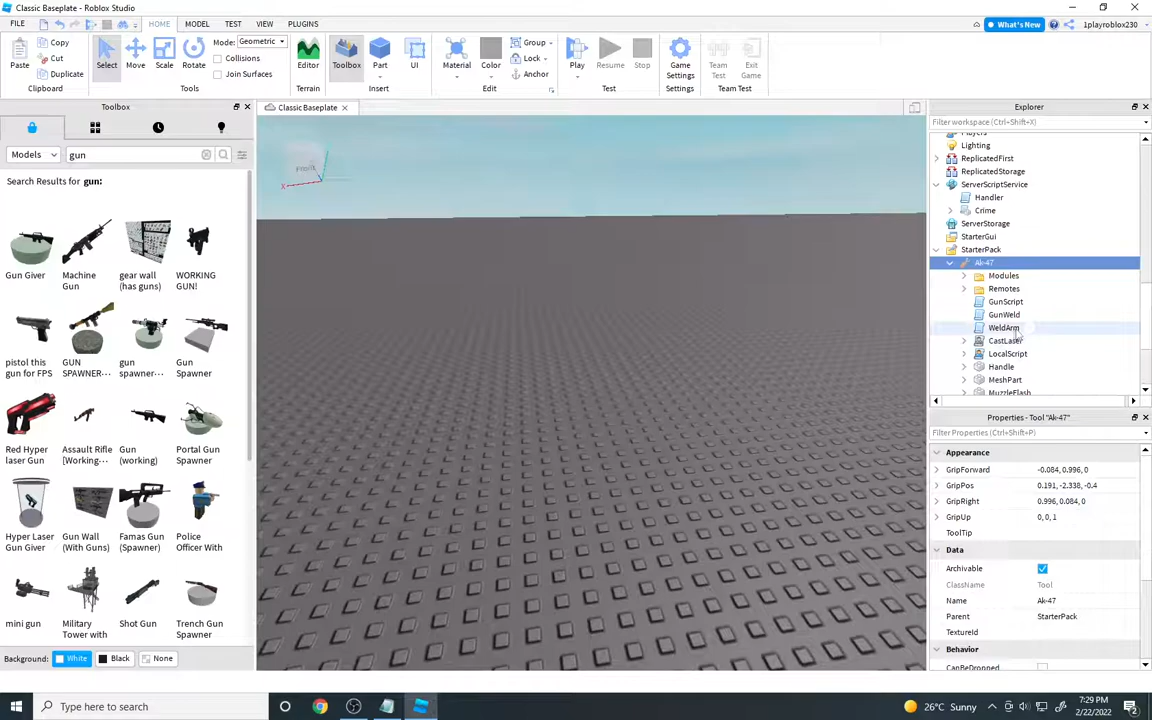 Classic Baseplate - Roblox Studio
FILE HOME MODEL TEST VIEW PLUGINS What's New 1playroblox230
Paste Copy Cut Duplicate Clipboard
Select Move Scale Rotate Mode: Geometric Collisions Join Surfaces Tools
Editor Terrain
Toolbox Part UI Insert
Material Color Group Lock Anchor Edit
Play Resume Stop Test
Game Settings Settings
Team Test Exit Game Team Test
Toolbox
Models gun
Search Results for gun:
Gun Giver
Machine Gun
gear wall (has guns)
WORKING GUN!
pistol this gun for FPS
GUN SPAWNER-
gun spawner-
Gun Spawner
Red Hyper laser Gun
Assault Rifle [Working-
Gun (working)
Portal Gun Spawner
Hyper Laser Gun Giver
Gun Wall (With Guns)
Famas Gun (Spawner)
Police Officer With
mini gun
Military Tower with
Shot Gun
Trench Gun Spawner
Background: White Black None
Classic Baseplate
X
Explorer
Filter workspace (Ctrl+Shift+X)
Players
Lighting
ReplicatedFirst
ReplicatedStorage
ServerScriptService
Handler
Crime
ServerStorage
StarterGui
StarterPack
Ak-47
Modules
Remotes
GunScript
GunWeld
WeldArm
CastLaser
LocalScript
Handle
MeshPart
MuzzleFlash
Properties - Tool "Ak-47"
Filter Properties (Ctrl+Shift+P)
Appearance
GripForward -0.084,0.996, 0
GripPos 0.191, -2.338, -0.4
GripRight 0.996, 0.084, 0
GripUp 0,0,1
ToolTip
Data
Archivable
ClassName Tool
Name Ak-47
Parent StarterPack
TextureId
Behavior
CanBeDropped
Type here to search
26°C Sunny
7:29 PM
2/22/2022
2